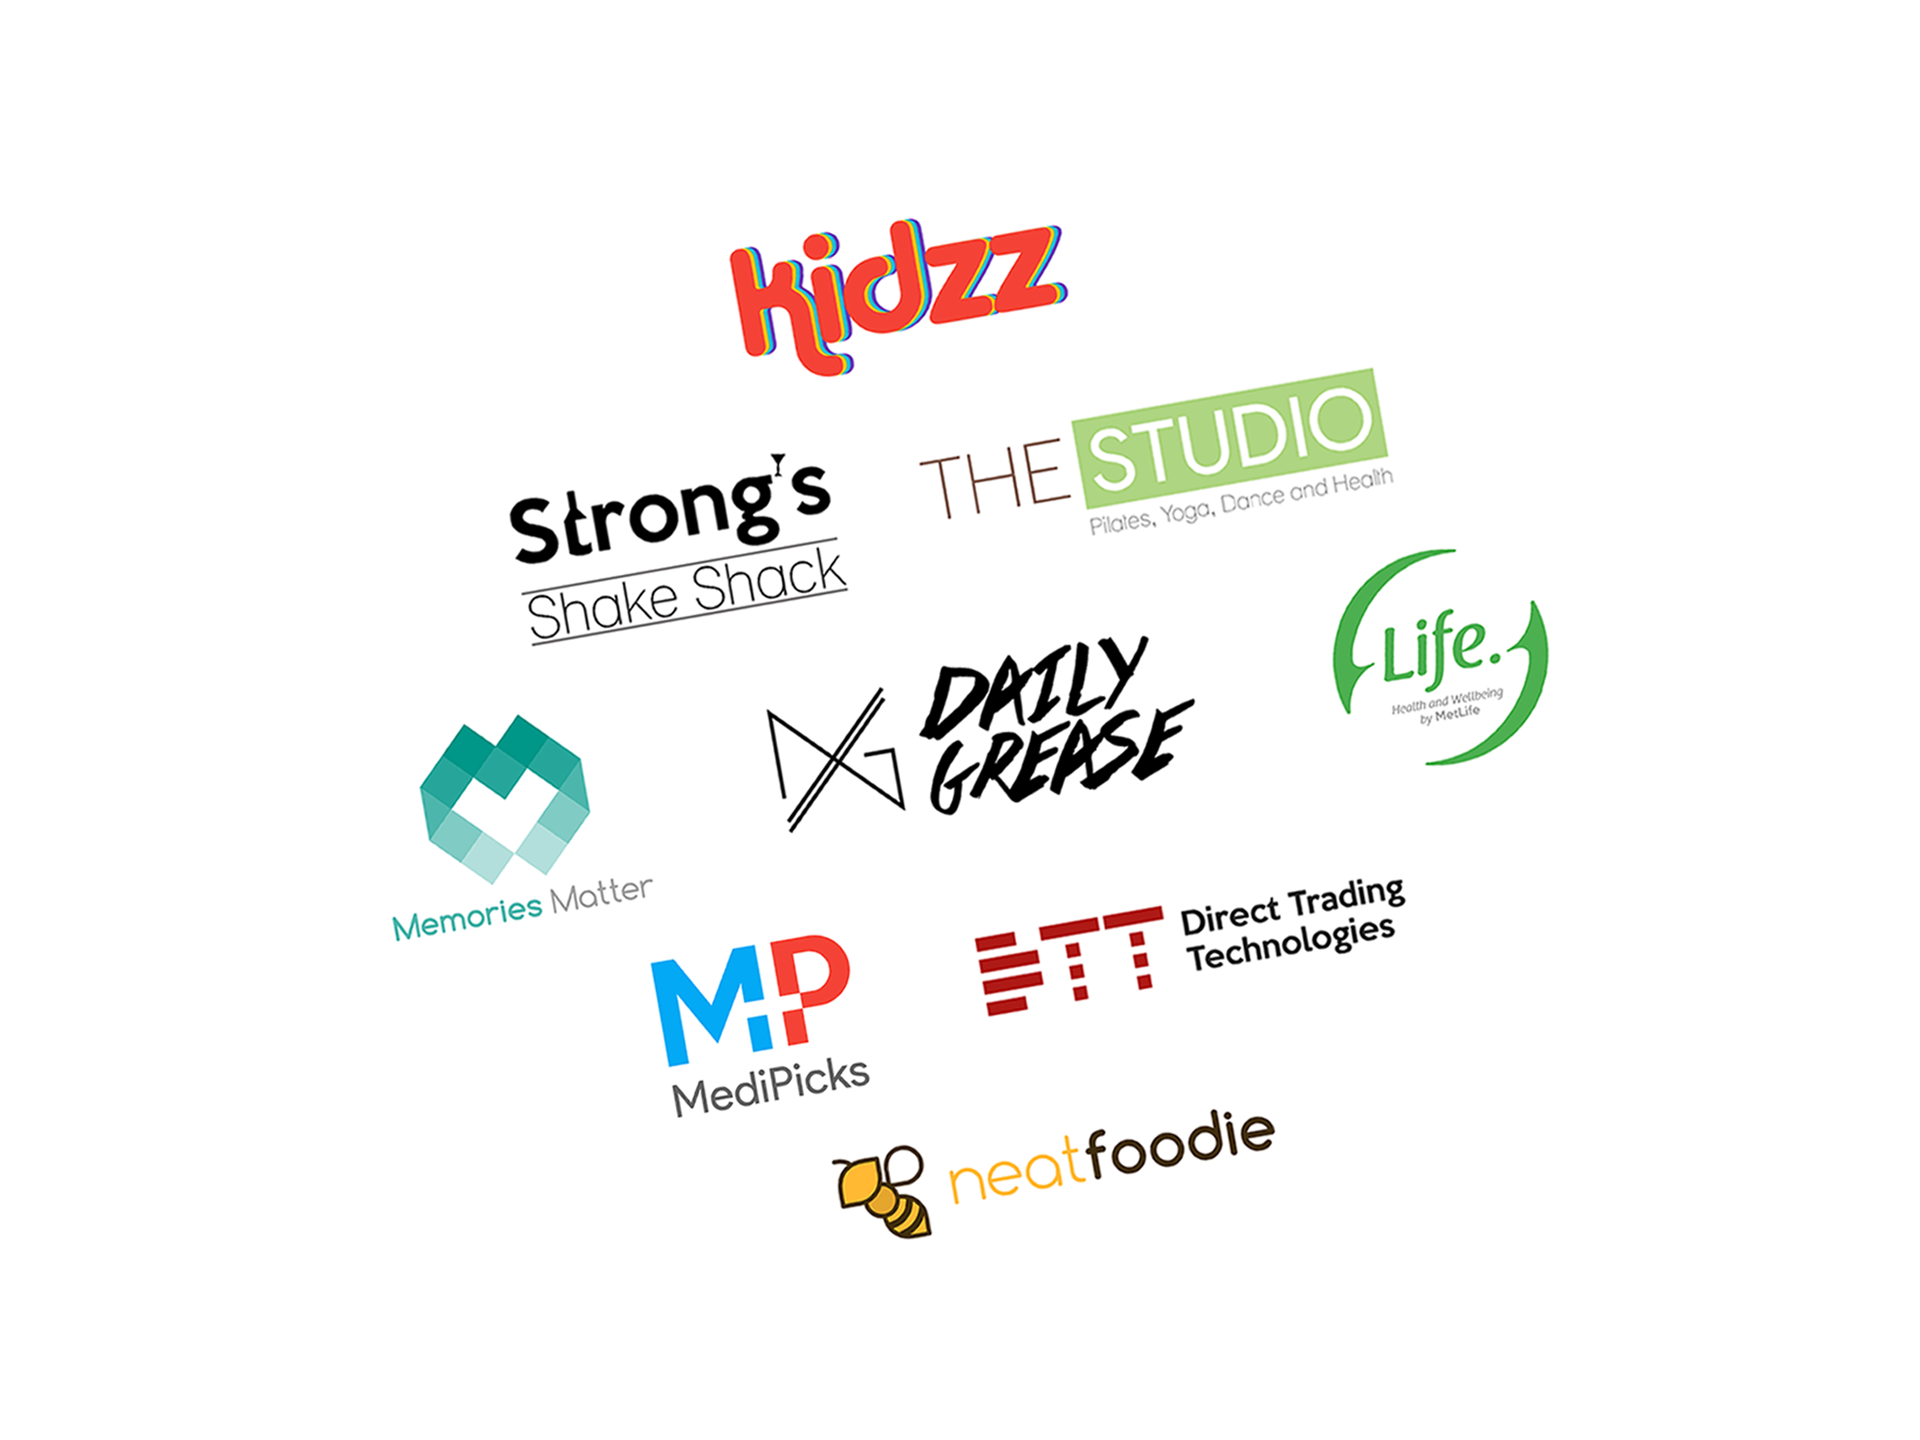 kidzz
THE STUDIO
Pilates, Yoga, Dance and Health
Strong's
Shake Shack
Life.
Health and Wellbeing
by MetLife
DAILY
GREASE
Memories Matter
DTT
Direct Trading
Technologies
MP
MediPicks
neatfoodie